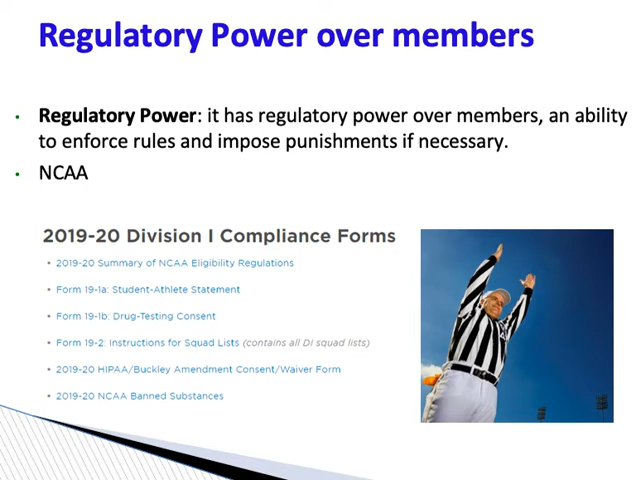 Regulatory Power over members
• Regulatory Power: it has regulatory power over members, an ability
to enforce rules and impose punishments if necessary.
• NCAA
2019-20 Division I Compliance Forms
• 2019-20 Summary of NCAA Eligibility Regulations
• Form 19-1a: Student-Athlete Statement
• Form 19-1b: Drug-Testing Consent
• Form 19-2: Instructions for Squad Lists (contains all DI squad lists)
• 2019-20 HIPAA/Buckley Amendment Consent/Waiver Form
• 2019-20 NCAA Banned Substances